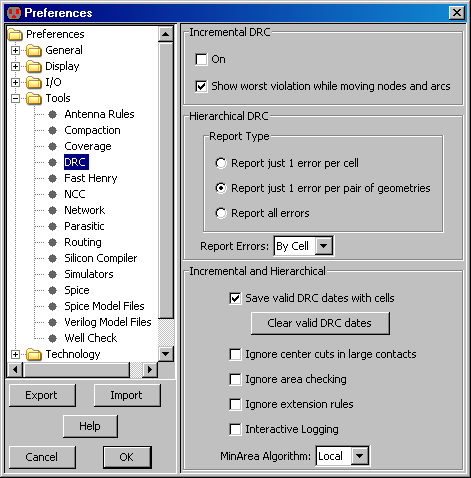 Preferences
Preferences
General
Display
I/O
Tools
Antenna Rules
Compaction
Coverage
DRC
Fast Henry
NCC
Network
Parasitic
Routing
Silicon Compiler
Simulators
Spice
Spice Model Files
Verilog Model Files
Well Check
Technology
Export Import
Help
Cancel OK
Incremental DRC
On
Show worst violation while moving nodes and arcs
Hierarchical DRC
Report Type
Report just 1 error per cell
Report just 1 error per pair of geometries
Report all errors
Report Errors: By Cell
Incremental and Hierarchical
Save valid DRC dates with cells
Clear valid DRC dates
Ignore center cuts in large contacts
Ignore area checking
Ignore extension rules
Interactive Logging
MinArea Algorithm: Local